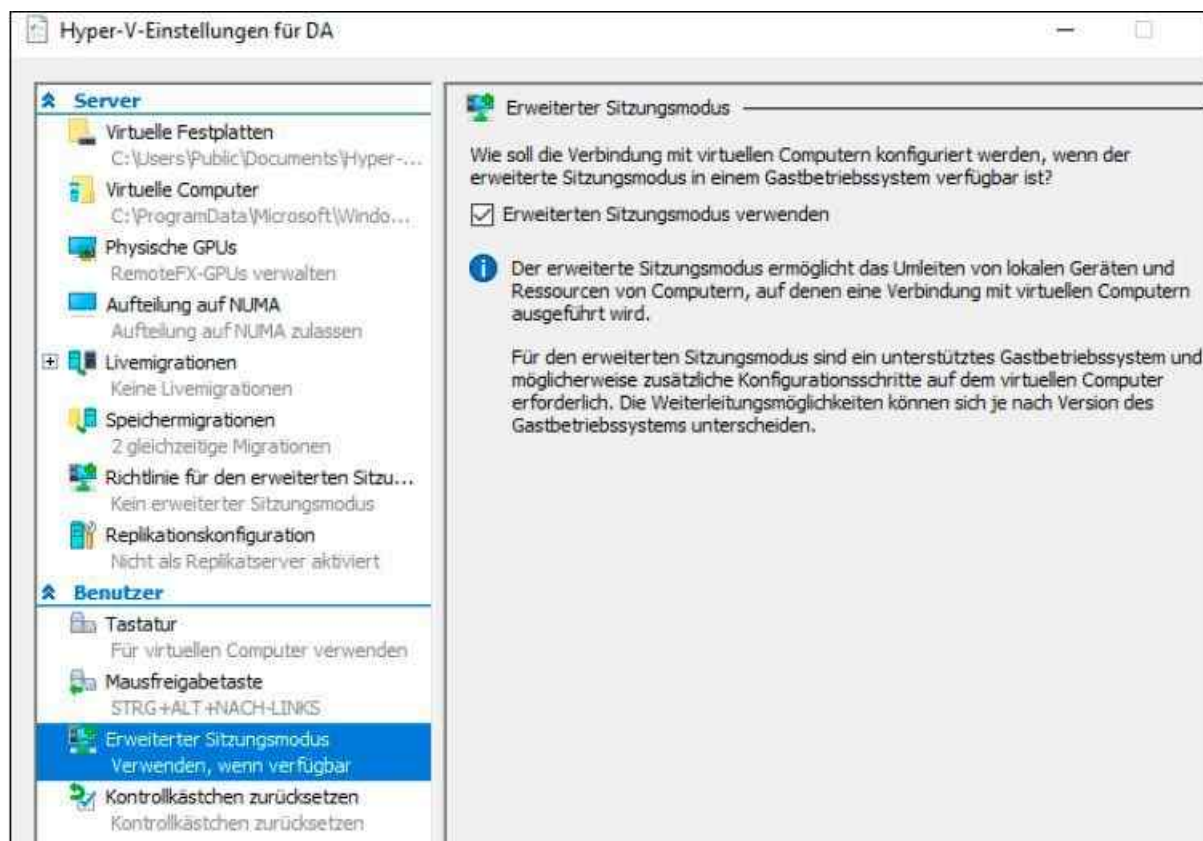 Hyper-V-Einstellungen für DA
Server
Virtuelle Festplatten
C:\Users\Public\Documents\Hyper-...
Virtuelle Computer
C:\ProgramData\Microsoft\Windo...
Physische GPUs
RemoteFX-GPUs verwalten
Aufteilung auf NUMA
Aufteilung auf NUMA zulassen
Livemigrationen
Keine Livemigrationen
Speichermigrationen
2 gleichzeitige Migrationen
Richtlinie für den erweiterten Sitzu...
Kein erweiterter Sitzungsmodus
Replikationskonfiguration
Nicht als Replikatserver aktiviert
Benutzer
Tastatur
Für virtuellen Computer verwenden
Mausfreigabetaste
STRG+ALT+NACH-LINKS
Erweiterter Sitzungsmodus
Verwenden, wenn verfügbar
Kontrollkästchen zurücksetzen
Kontrollkästchen zurücksetzen
Erweiterter Sitzungsmodus
Wie soll die Verbindung mit virtuellen Computern konfiguriert werden, wenn der
erweiterte Sitzungsmodus in einem Gastbetriebssystem verfügbar ist?
Erweiterten Sitzungsmodus verwenden
Der erweiterte Sitzungsmodus ermöglicht das Umleiten von lokalen Geräten und
Ressourcen von Computern, auf denen eine Verbindung mit virtuellen Computern
ausgeführt wird.
Für den erweiterten Sitzungsmodus sind ein unterstütztes Gastbetriebssystem und
möglicherweise zusätzliche Konfigurationsschritte auf dem virtuellen Computer
erforderlich. Die Weiterleitungsmöglichkeiten können sich je nach Version des
Gastbetriebssystems unterscheiden.